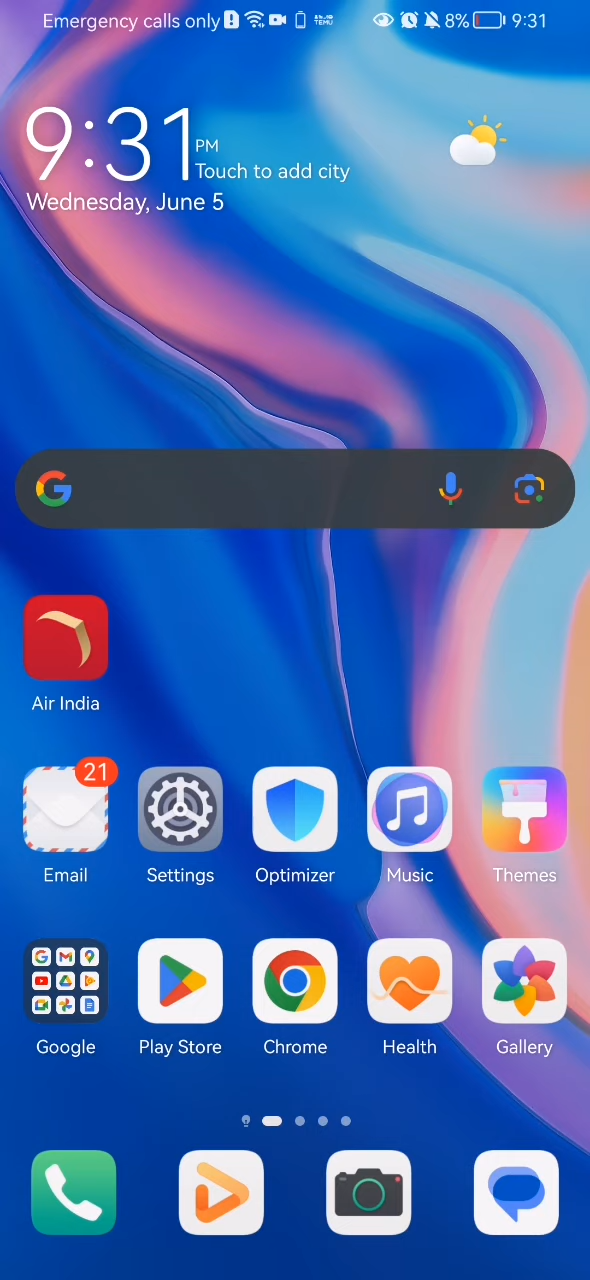 Emergency calls only 8% 9:31
TEMU
9:31 PM
Touch to add city
Wednesday, June 5
Air India
21
Email Settings Optimizer Music Themes
Google Play Store Chrome Health Gallery